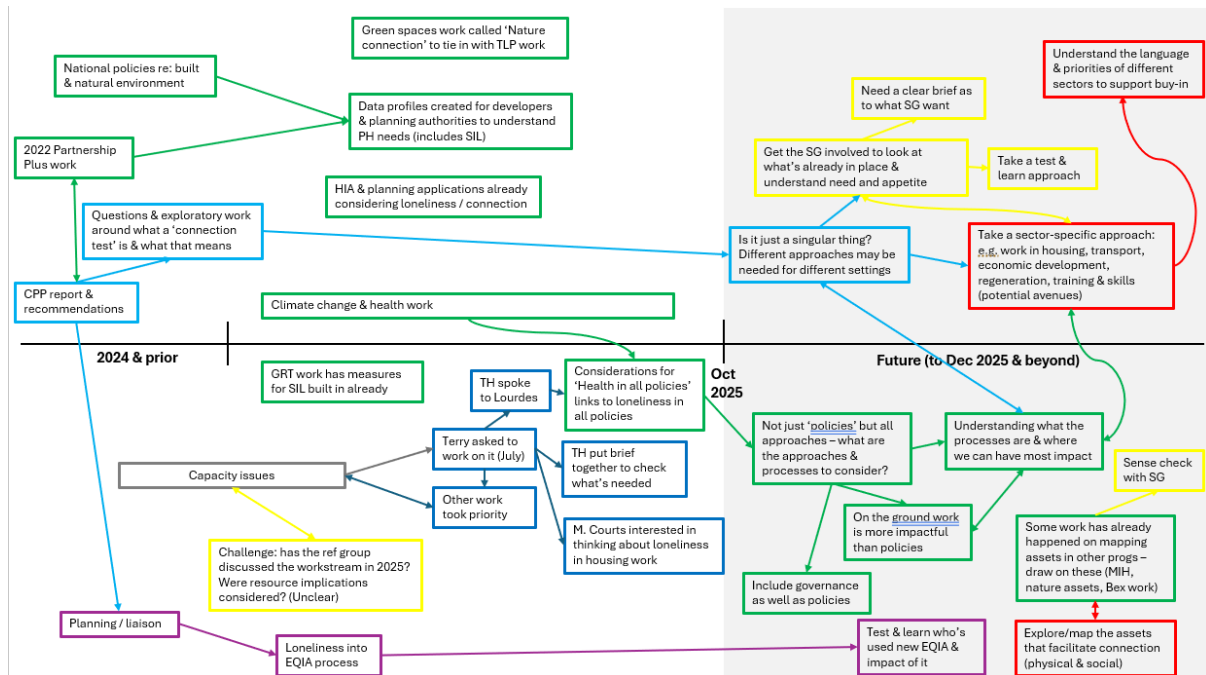 Green spaces work called ‘Nature
connection’ to tie in with TLP work
National policies re: built
& natural environment
Data profiles created for developers
& planning authorities to understand
PH needs (includes SIL)
2022 Partnership
Plus work
HIA & planning applications already
considering loneliness / connection
Questions & exploratory work
around what a ‘connection
test’ is & what that means
CPP report &
recommendations
Climate change & health work
Understand the language
& priorities of different
sectors to support buy-in
Need a clear brief as
to what SG want
Get the SG involved to look at
what’s already in place &
understand need and appetite
Take a test &
learn approach
Is it just a singular thing?
Different approaches may be
needed for different settings
Take a sector-specific approach:
e.g. work in housing, transport,
economic development,
regeneration, training & skills
(potential avenues)
2024 & prior
Oct
2025
Future (to Dec 2025 & beyond)
GRT work has measures
for SIL built in already
TH spoke
to Lourdes
Considerations for
‘Health in all policies’
links to loneliness in
all policies
Terry asked to
work on it (July)
TH put brief
together to check
what’s needed
Capacity issues
Other work
took priority
M. Courts interested in
thinking about loneliness
in housing work
Challenge: has the ref group
discussed the workstream in 2025?
Were resource implications
considered? (Unclear)
Planning / liaison
Loneliness into
EQIA process
Not just ‘policies’ but all
approaches – what are
the approaches &
processes to consider?
Understanding what the
processes are & where
we can have most impact
Sense check
with SG
On the ground work
is more impactful
than policies
Some work has already
happened on mapping
assets in other progs –
draw on these (MIH,
nature assets, Bex work)
Include governance
as well as policies
Test & learn who’s
used new EQIA &
impact of it
Explore/map the assets
that facilitate connection
(physical & social)